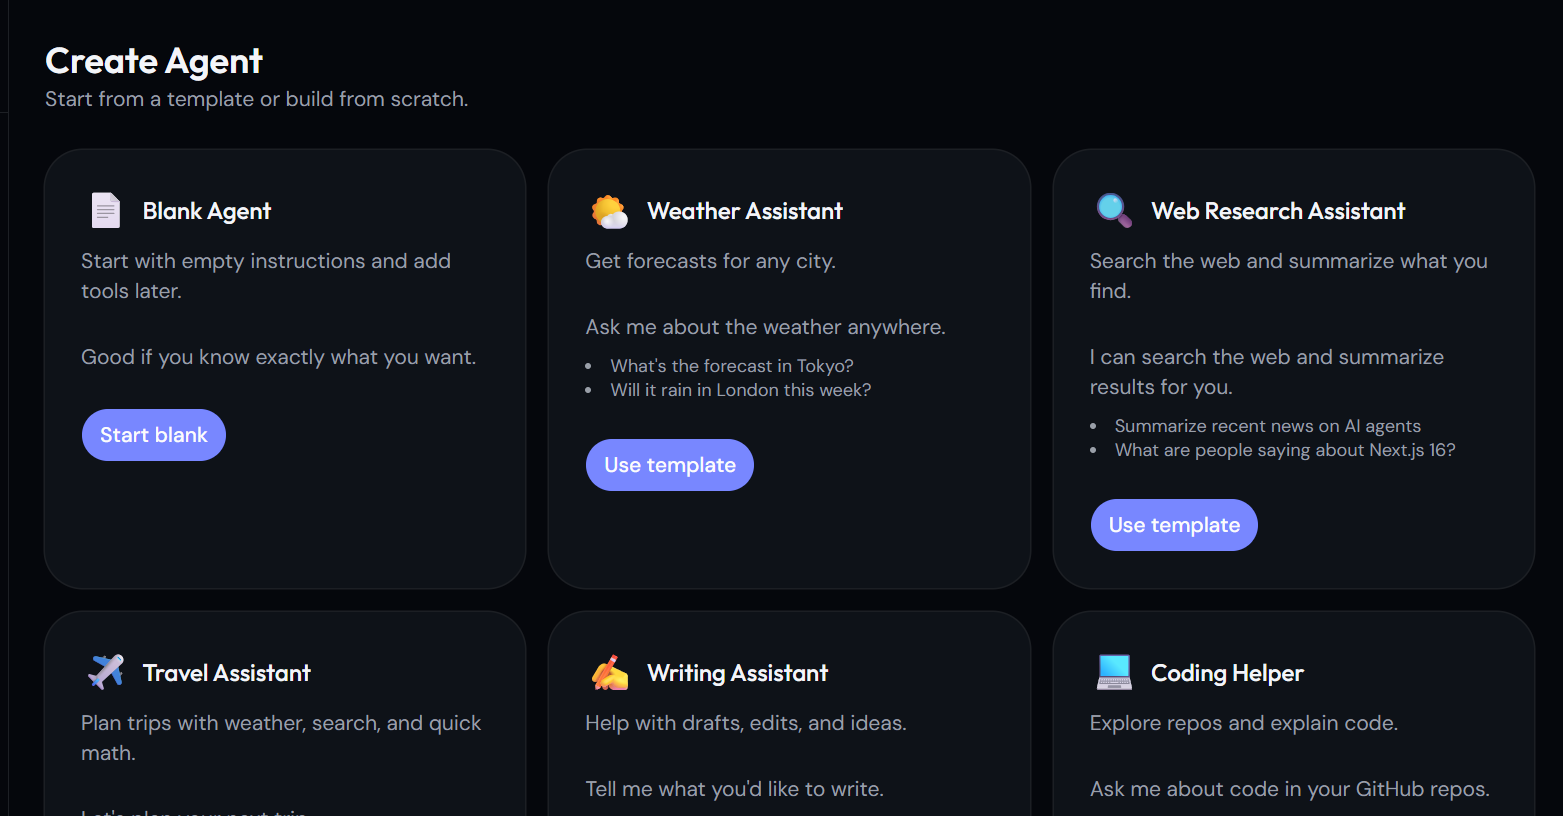 Create Agent
Start from a template or build from scratch.
Blank Agent
Start with empty instructions and add
tools later.
Good if you know exactly what you want.
Start blank
Weather Assistant
Get forecasts for any city.
Ask me about the weather anywhere.
• What's the forecast in Tokyo?
• Will it rain in London this week?
Use template
Web Research Assistant
Search the web and summarize what you
find.
I can search the web and summarize
results for you.
• Summarize recent news on AI agents
• What are people saying about Next.js 16?
Use template
Travel Assistant
Plan trips with weather, search, and quick
math.
Let's plan your next trip
Writing Assistant
Help with drafts, edits, and ideas.
Tell me what you'd like to write.
Coding Helper
Explore repos and explain code.
Ask me about code in your GitHub repos.